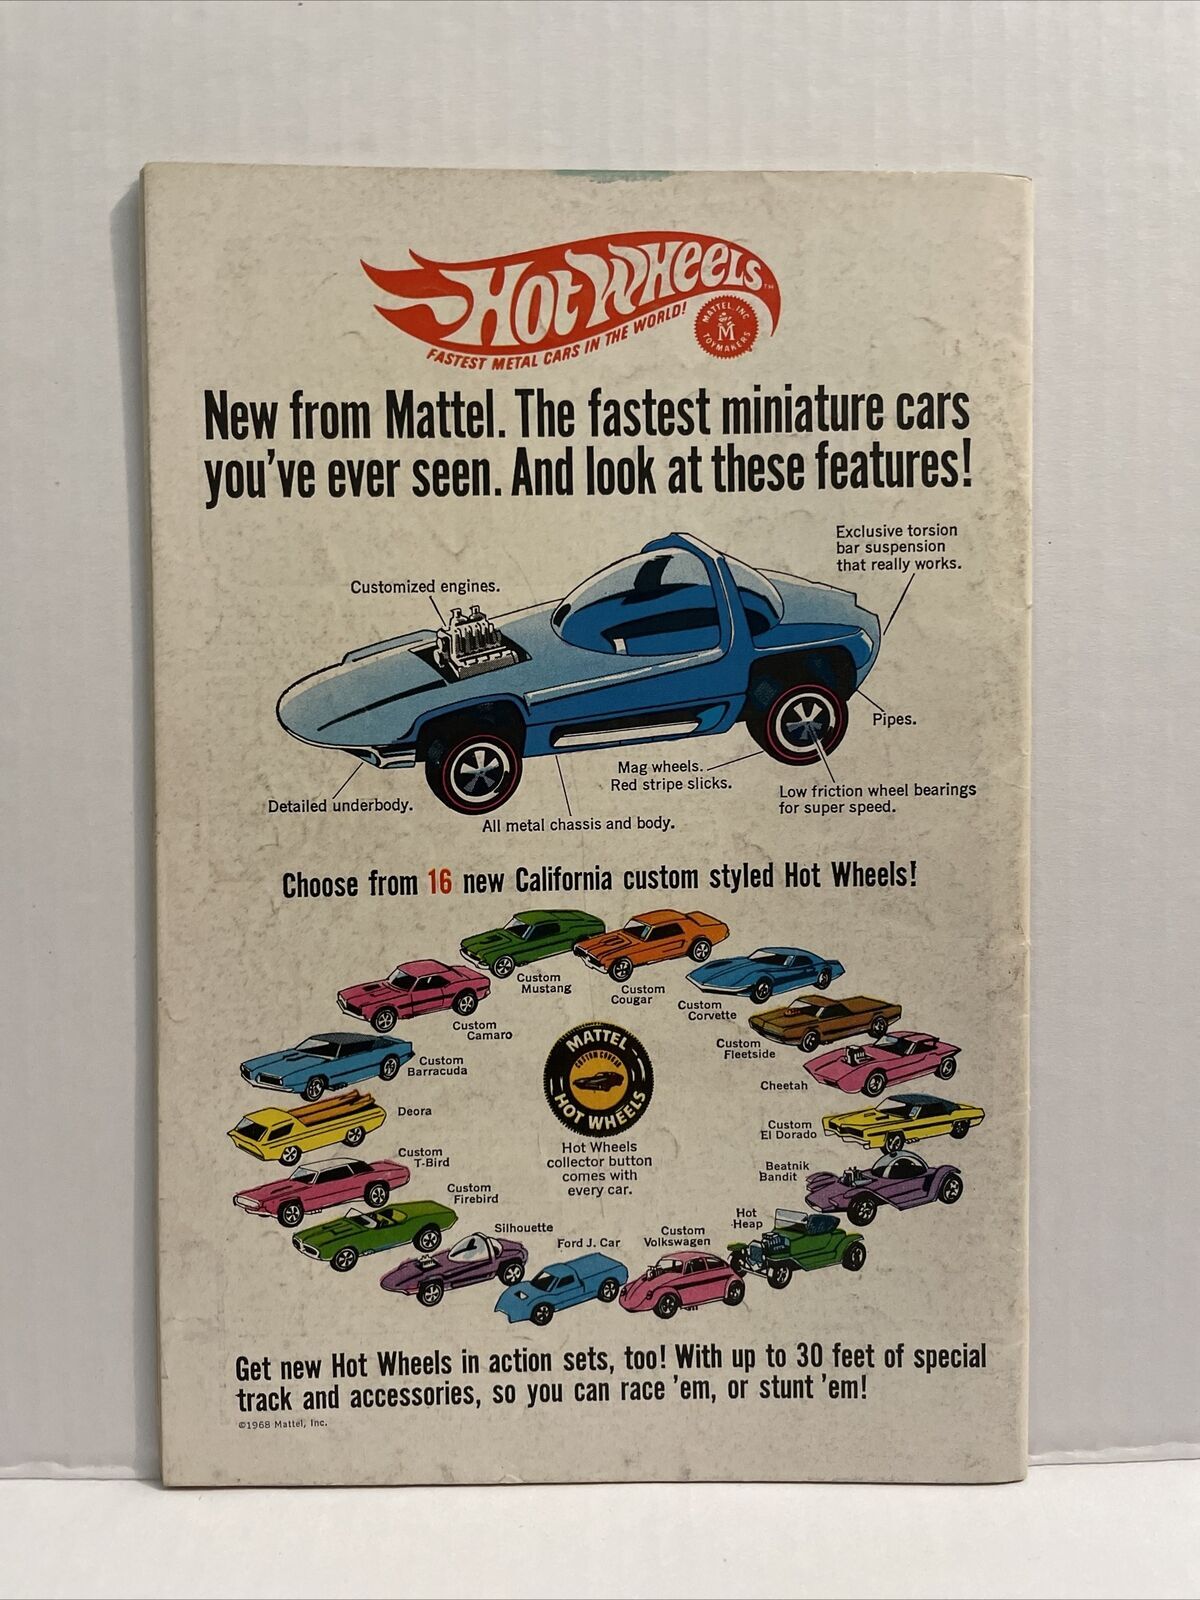 Hot Wheels™
FASTEST METAL CARS IN THE WORLD!
MATTEL, INC.
M
TOYMAKERS
New from Mattel. The fastest miniature cars
you've ever seen. And look at these features!
Exclusive torsion
bar suspension
that really works.
Customized engines.
Pipes.
Mag wheels.
Red stripe slicks.
Low friction wheel bearings
for super speed.
Detailed underbody.
All metal chassis and body.
Choose from 16 new California custom styled Hot Wheels!
Custom
Mustang
Custom
Cougar
Custom
Corvette
Custom
Camaro
Custom
Fleetside
Custom
Barracuda
Cheetah
Deora
Custom
El Dorado
Custom
T-Bird
Beatnik
Bandit
Custom
Firebird
Hot
Heap
Silhouette
Ford J. Car
Custom
Volkswagen
MATTEL
CUSTOM COUGAR
HOT WHEELS
Hot Wheels
collector button
comes with
every car.
Get new Hot Wheels in action sets, too! With up to 30 feet of special
track and accessories, so you can race 'em, or stunt 'em!
©1968 Mattel, Inc.